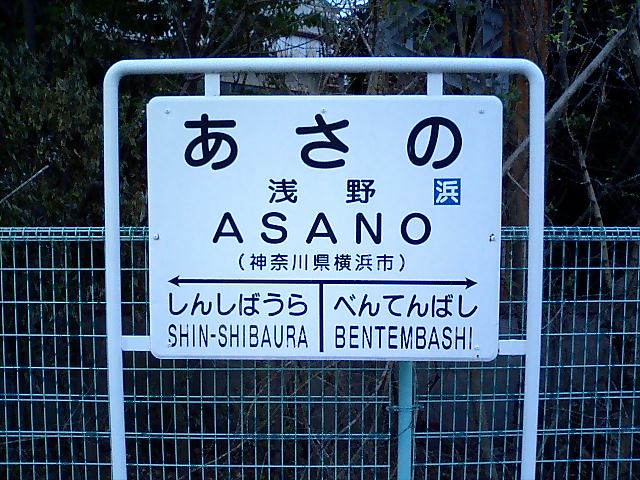 あさの
浅野 浜
ASANO
(神奈川県横浜市)
しんしばうら べんてんばし
SHIN-SHIBAURA BENTEMBASHI